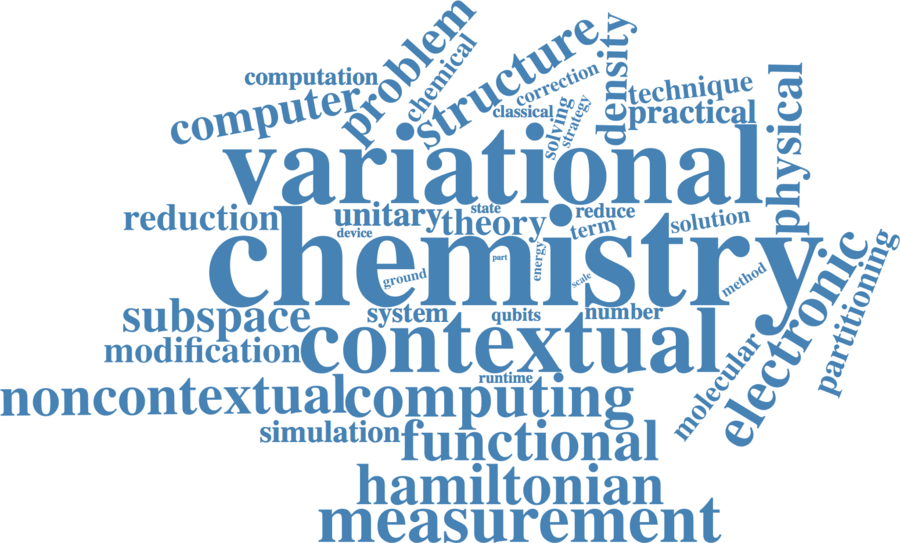 problem
chemical
structure
density
computation
correction
technique
computer
classical
solving
strategy
practical
physical
variational
reduction
unitary
state
theory
reduce
term
solution
device
chemistry
part
energy
ground
scale
method
electronic
partitioning
subspace
system
qubits
number
modification
contextual
molecular
runtime
noncontextual
computing
simulation
functional
hamiltonian
measurement